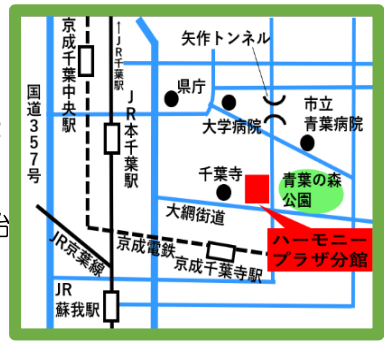 台
京成千葉中央駅
←JR千葉駅
矢作トンネル
国道357号
JR本千葉駅
県庁
大学病院
市立
青葉病院
千葉寺
青葉の森
公園
大網街道
ハーモニー
プラザ分館
JR京葉線
京成電鉄
京成千葉寺駅
JR
蘇我駅